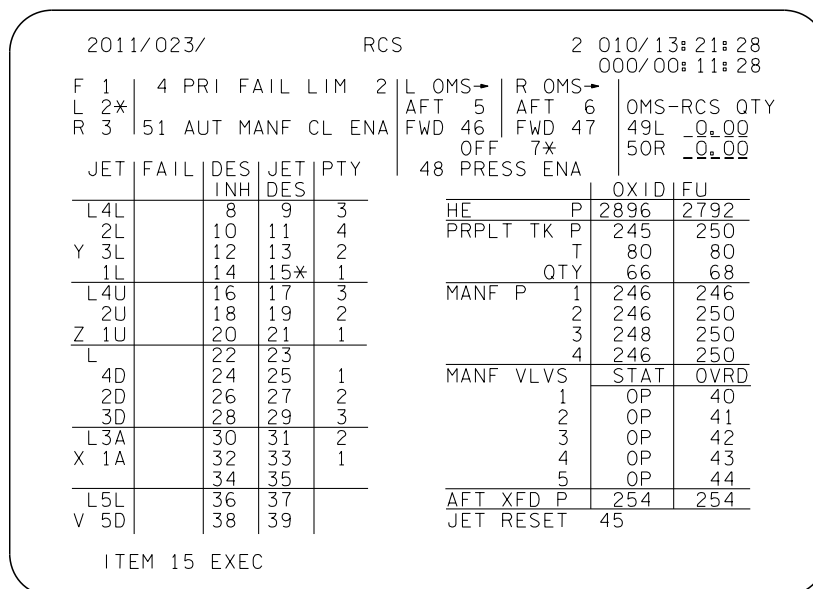 2011/023/ RCS 2 010/13:21:28
000/00:11:28
F 1 | 4 PRI FAIL LIM 2 | L OMS→ | R OMS→
L 2* | AFT 5 | AFT 6 | OMS-RCS QTY
R 3 | 51 AUT MANF CL ENA | FWD 46 | FWD 47 | 49L _0.00
OFF 7* | 50R _0.00
JET | FAIL | DES | JET | PTY | 48 PRESS ENA
INH | DES | OXID | FU
L4L 8 9 3 HE P 2896 2792
2L 10 11 4 PRPLT TK P 245 250
Y 3L 12 13 2 T 80 80
1L 14 15* 1 QTY 66 68
L4U 16 17 3 MANF P 1 246 246
2U 18 19 2 2 246 250
Z 1U 20 21 1 3 248 250
L 22 23 4 246 250
4D 24 25 1 MANF VLVS STAT OVRD
2D 26 27 2 1 OP 40
3D 28 29 3 2 OP 41
L3A 30 31 2 3 OP 42
X 1A 32 33 1 4 OP 43
34 35 5 OP 44
L5L 36 37 AFT XFD P 254 254
V 5D 38 39 JET RESET 45
ITEM 15 EXEC